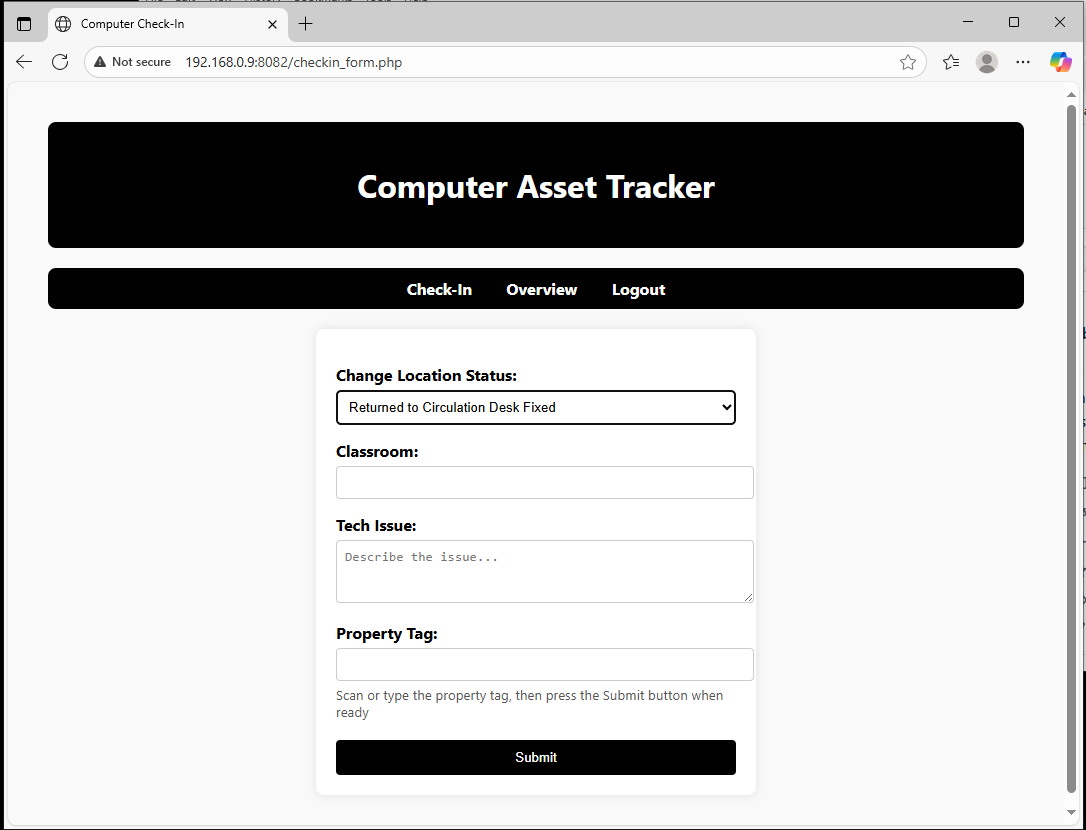 Computer Check-In
Not secure
192.168.0.9:8082/checkin_form.php
Computer Asset Tracker
Check-In
Overview
Logout
Change Location Status:
Returned to Circulation Desk Fixed
Classroom:
Tech Issue:
Describe the issue...
Property Tag:
Scan or type the property tag, then press the Submit button when
ready
Submit